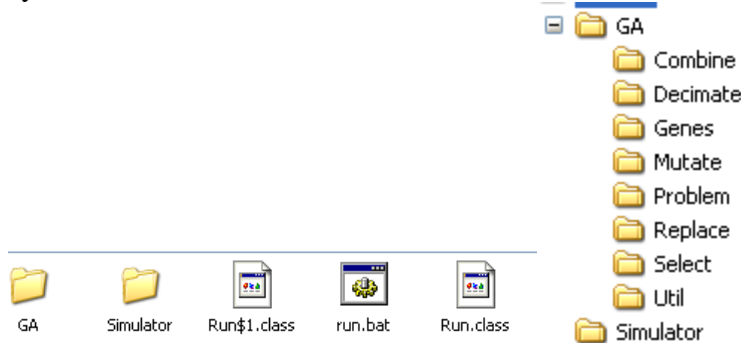 GA
Combine
Decimate
Genes
Mutate
Problem
Replace
Select
Util
Simulator
GA Simulator Run$1.class run.bat Run.class